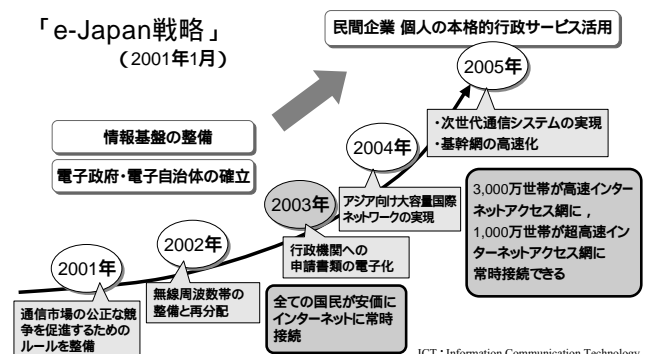 「e-Japan戦略」
（2001年1月）
民間企業 個人の本格的行政サービス活用
2005年
・次世代通信システムの実現
・基幹網の高速化
情報基盤の整備
電子政府・電子自治体の確立
2004年
アジア向け大容量国際
ネットワークの実現
3,000万世帯が高速インター
ネットアクセス網に，
1,000万世帯が超高速イン
ターネットアクセス網に
常時接続できる
2003年
行政機関への
申請書類の電子化
2002年
無線周波数帯の
整備と再分配
2001年
通信市場の公正な競
争を促進するための
ルールを整備
全ての国民が安価に
インターネットに常時
接続
ICT：Information Communication Technology